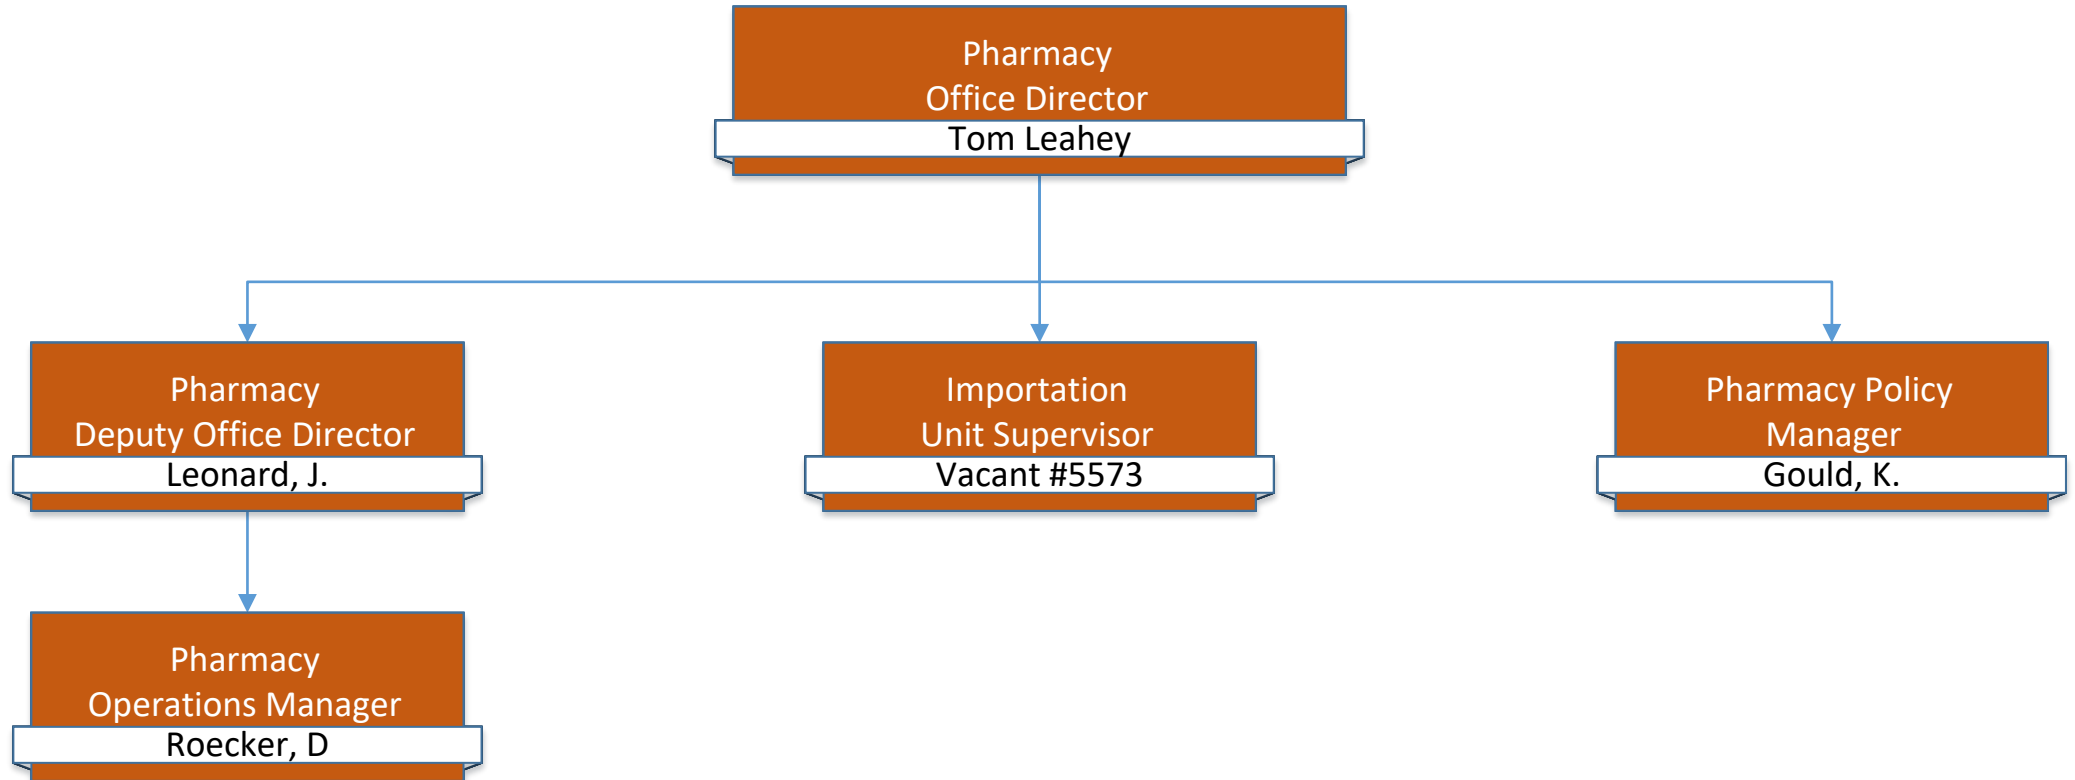 Pharmacy
Office Director
Tom Leahey
Pharmacy
Deputy Office Director
Leonard, J.
Importation
Unit Supervisor
Vacant #5573
Pharmacy Policy
Manager
Gould, K.
Pharmacy
Operations Manager
Roecker, D